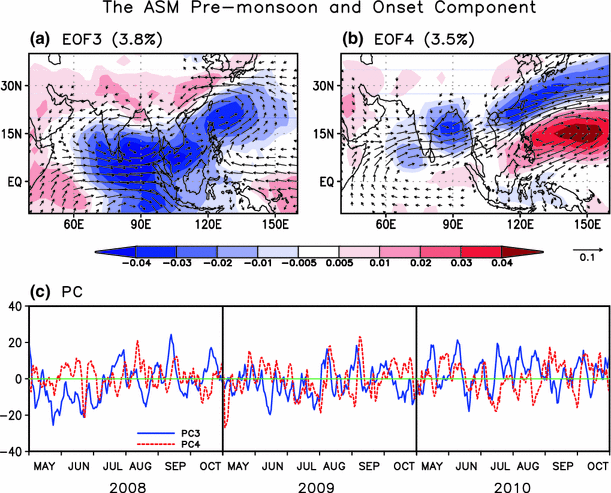 The ASM Pre-monsoon and Onset Component
(a) EOF3 (3.8%)
(b) EOF4 (3.5%)
30N
15N
EQ
60E 90E 120E 150E
30N
15N
EQ
60E 90E 120E 150E
-0.04 -0.03 -0.02 -0.01 -0.005 0.005 0.01 0.02 0.03 0.04
0.1
(c) PC
40
20
0
-20
-40
PC3
PC4
MAY JUN JUL AUG SEP OCT MAY JUN JUL AUG SEP OCT MAY JUN JUL AUG SEP OCT
2008 2009 2010